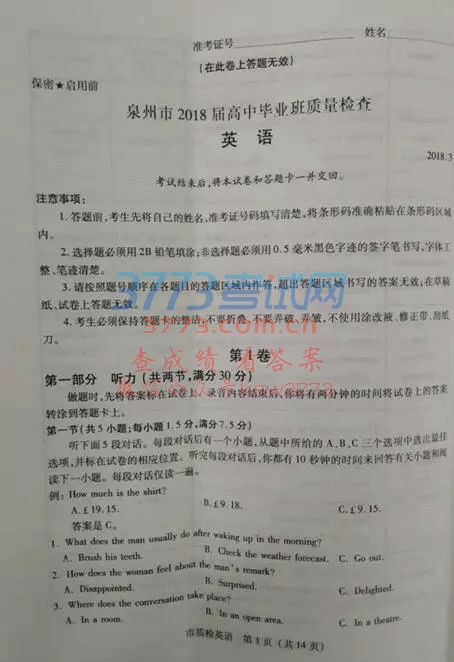 准考证号 姓名
(在此卷上答题无效)
保密★启用前
泉州市 2018 届高中毕业班质量检查
英 语
2018.3
考试结束后,将本试卷和答题卡一并交回。
注意事项:
1. 答题前,考生先将自己的姓名、准考证号码填写清楚,将条形码准确粘贴在条形码区域
内。
2. 选择题必须用2B铅笔填涂;非选择题必须用0.5毫米黑色字迹的签字笔书写,字体工
整、笔迹清楚。
3. 请按照题号顺序在各题目的答题区域内作答,超出答题区域书写的答案无效;在草稿
纸、试卷上答题无效。
4. 考生必须保持答题卡的整洁,不要折叠、不要弄破、弄皱,不使用涂改液、修正带、刮纸
刀。
3773考试网
www.3773.com.cn
查成绩 看答案
第Ⅰ卷
第一部分 听力(共两节,满分30分)
做题时,先将答案标在试卷上,录音内容结束后,你将有两分钟的时间将试卷上的答案
转涂到答题卡上。
第一节(共5小题;每小题1.5分,满分7.5分)
听下面5段对话。每段对话后有一个小题,从题中所给的A、B、C三个选项中选出最佳
选项,并标在试卷的相应位置。听完每段对话后,你都有10秒钟的时间来回答有关小题和阅
读下一小题。每段对话仅读一遍。
例:How much is the shirt?
A. £19.15. B. £9.18. C. £9.15.
答案是C。
1. What does the man usually do after waking up in the morning?
A. Brush his teeth. B. Check the weather forecast. C. Go out.
2. How does the woman feel about the man's remark?
A. Disappointed. B. Surprised. C. Delighted.
3. Where does the conversation take place?
A. In a room. B. In an open area. C. In a theatre.
市质检英语 第1页(共14页)